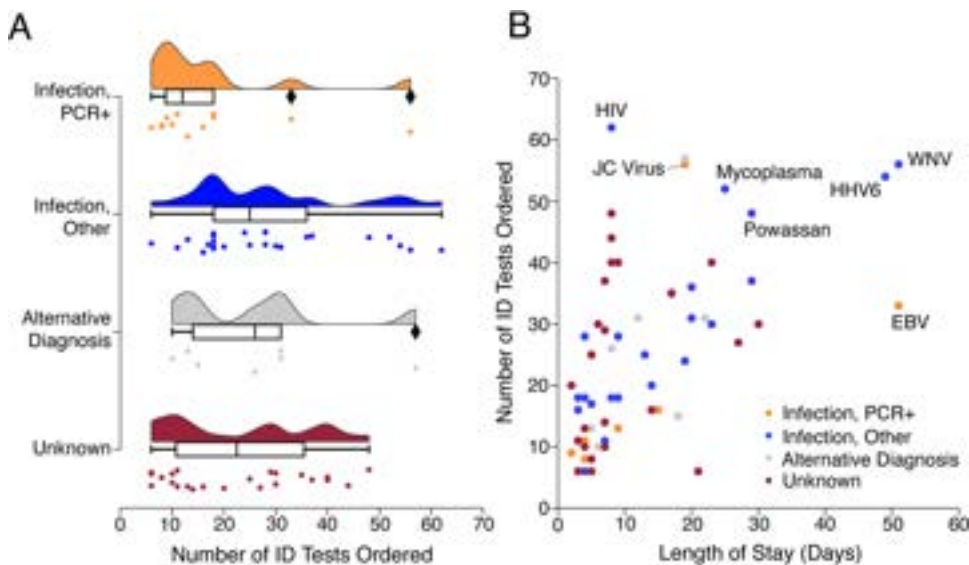 A
Infection,
PCR+
Infection,
Other
Alternative
Diagnosis
Unknown
0 10 20 30 40 50 60 70
Number of ID Tests Ordered
B
70
60
50
40
30
20
10
0
Number of ID Tests Ordered
HIV
JC Virus
Mycoplasma
WNV
HHV6
Powassan
EBV
Infection, PCR+
Infection, Other
Alternative Diagnosis
Unknown
0 10 20 30 40 50 60
Length of Stay (Days)